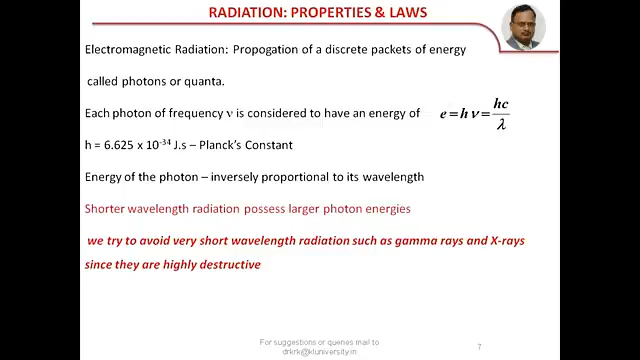 RADIATION: PROPERTIES & LAWS
Electromagnetic Radiation: Propogation of a discrete packets of energy
called photons or quanta.
Each photon of frequency ν is considered to have an energy of e = h ν = hc / λ
h = 6.625 x 10⁻³⁴ J.s – Planck's Constant
Energy of the photon – inversely proportional to its wavelength
Shorter wavelength radiation possess larger photon energies
we try to avoid very short wavelength radiation such as gamma rays and X-rays
since they are highly destructive
For suggestions or queries mail to
drkrk@kluniversity.in
7